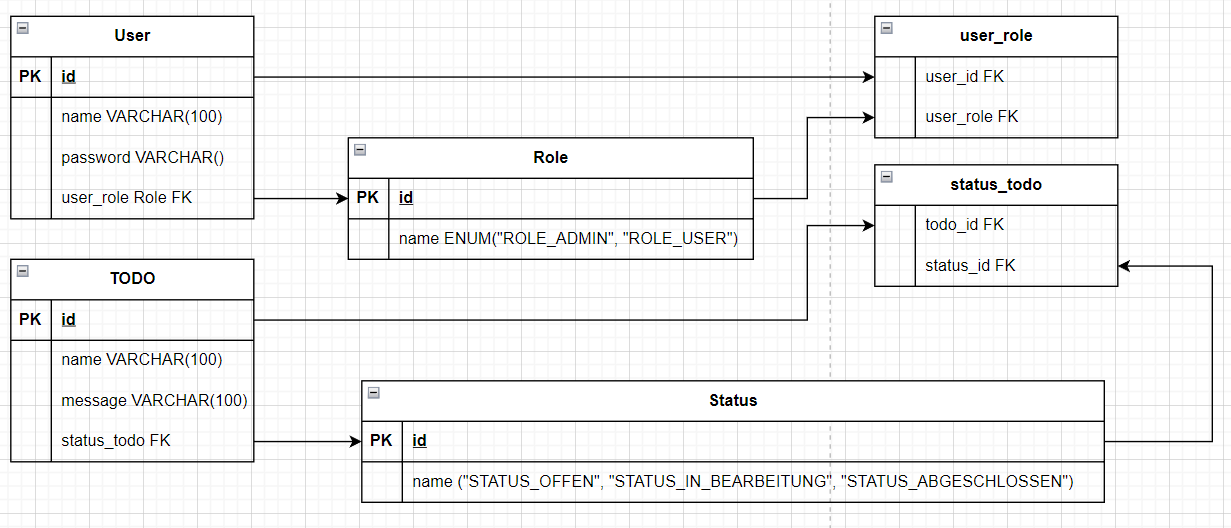 User
PK id
name VARCHAR(100)
password VARCHAR()
user_role Role FK
Role
PK id
name ENUM("ROLE_ADMIN", "ROLE_USER")
user_role
user_id FK
user_role FK
status_todo
todo_id FK
status_id FK
TODO
PK id
name VARCHAR(100)
message VARCHAR(100)
status_todo FK
Status
PK id
name ("STATUS_OFFEN", "STATUS_IN_BEARBEITUNG", "STATUS_ABGESCHLOSSEN")